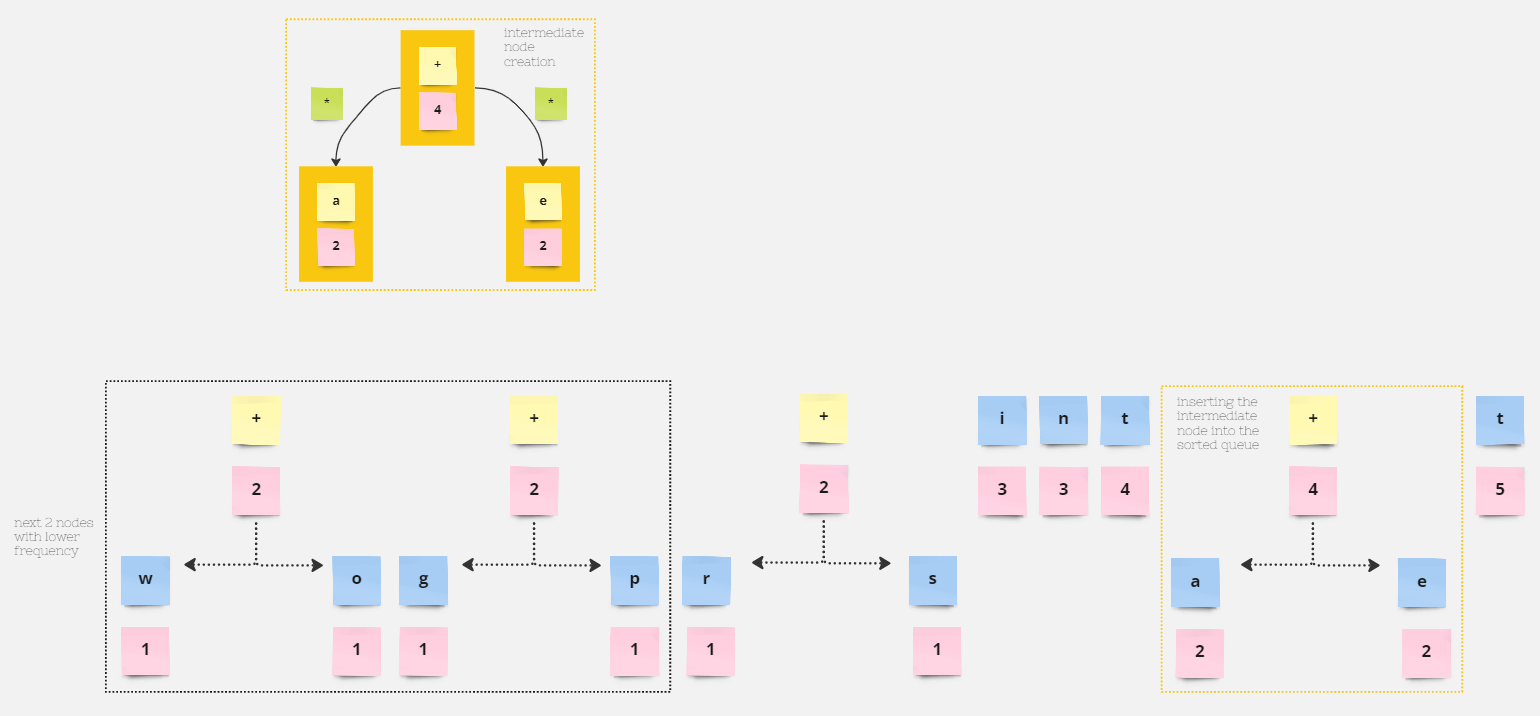 intermediate
node
creation
+
* 4 *
a e
2 2
inserting the
intermediate
node into the
sorted queue
+ + + i n t + t
2 2 2 3 3 4 4 5
next 2 nodes
with lower
frequency
w o g p r s a e
1 1 1 1 1 1 2 2